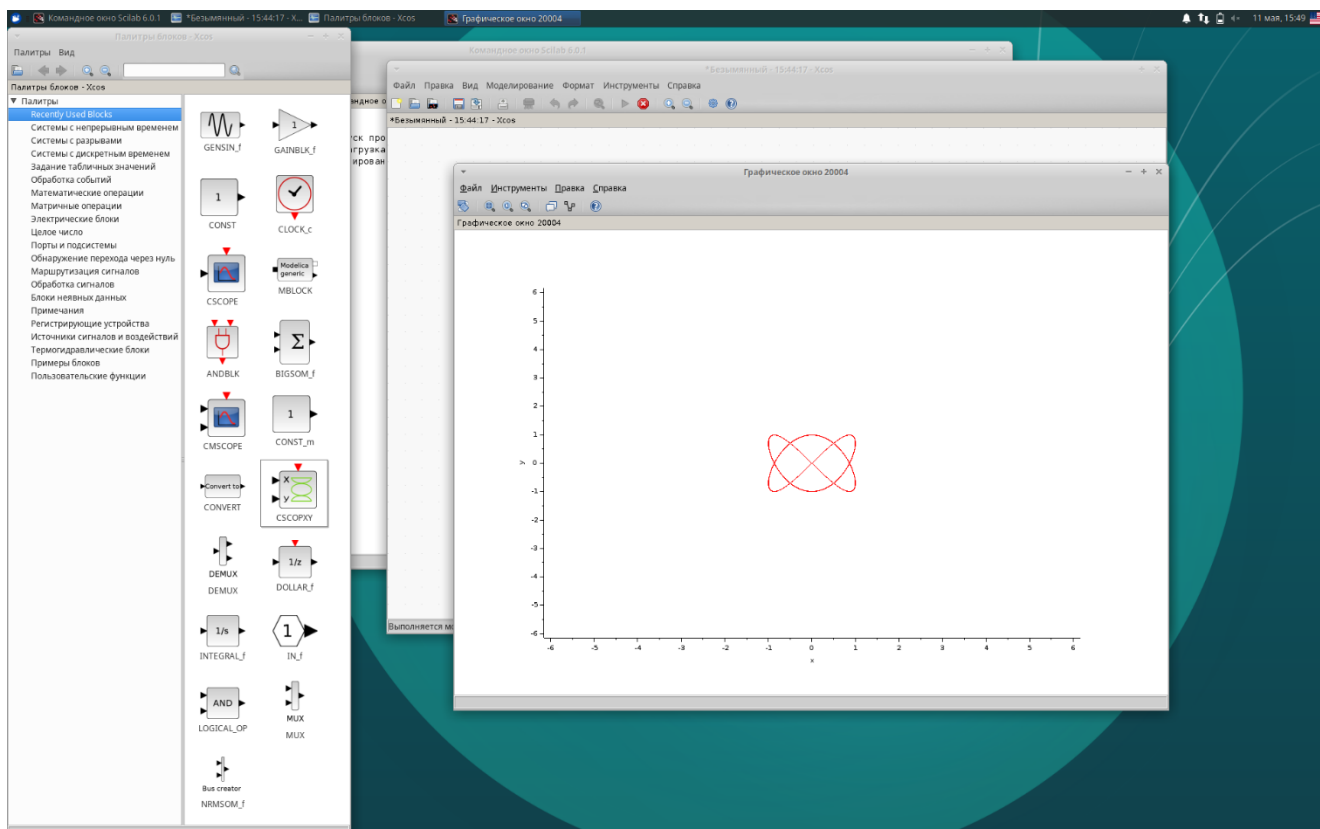 Командное окно Scilab 6.0.1
*Безымянный - 15:44:17 - X...
Палитры блоков - Xcos
Графическое окно 20004
11 мая, 15:49
Палитры блоков - Xcos
Палитры Вид
Палитры блоков - Xcos
Палитры
Recently Used Blocks
Системы с непрерывным временем
Системы с разрывами
Системы с дискретным временем
Задание табличных значений
Обработка событий
Математические операции
Матричные операции
Электрические блоки
Целое число
Порты и подсистемы
Обнаружение перехода через нуль
Маршрутизация сигналов
Обработка сигналов
Блоки неявных данных
Примечания
Регистрирующие устройства
Источники сигналов и воздействий
Термогидравлические блоки
Примеры блоков
Пользовательские функции
GENSIN_f
1
GAINBLK_f
1
CONST
CLOCK_c
CSCOPE
Modelica
generic
MBLOCK
ANDBLK
Σ
BIGSOM_f
CMSCOPE
1
CONST_m
Convert to
CONVERT
X
y
CSCOPXY
DEMUX
DEMUX
1/z
DOLLAR_f
1/s
INTEGRAL_f
1
IN_f
AND
LOGICAL_OP
MUX
MUX
Bus creator
NRMSOM_f
Командное окно Scilab 6.0.1
андное о
ск про
грузка
ирован
*Безымянный - 15:44:17 - Xcos
Файл Правка Вид Моделирование Формат Инструменты Справка
*Безымянный - 15:44:17 - Xcos
Выполняется мо
Графическое окно 20004
Файл Инструменты Правка Справка
Графическое окно 20004
6
5
4
3
2
1
y 0
-1
-2
-3
-4
-5
-6
-6 -5 -4 -3 -2 -1 0 1 2 3 4 5 6
x